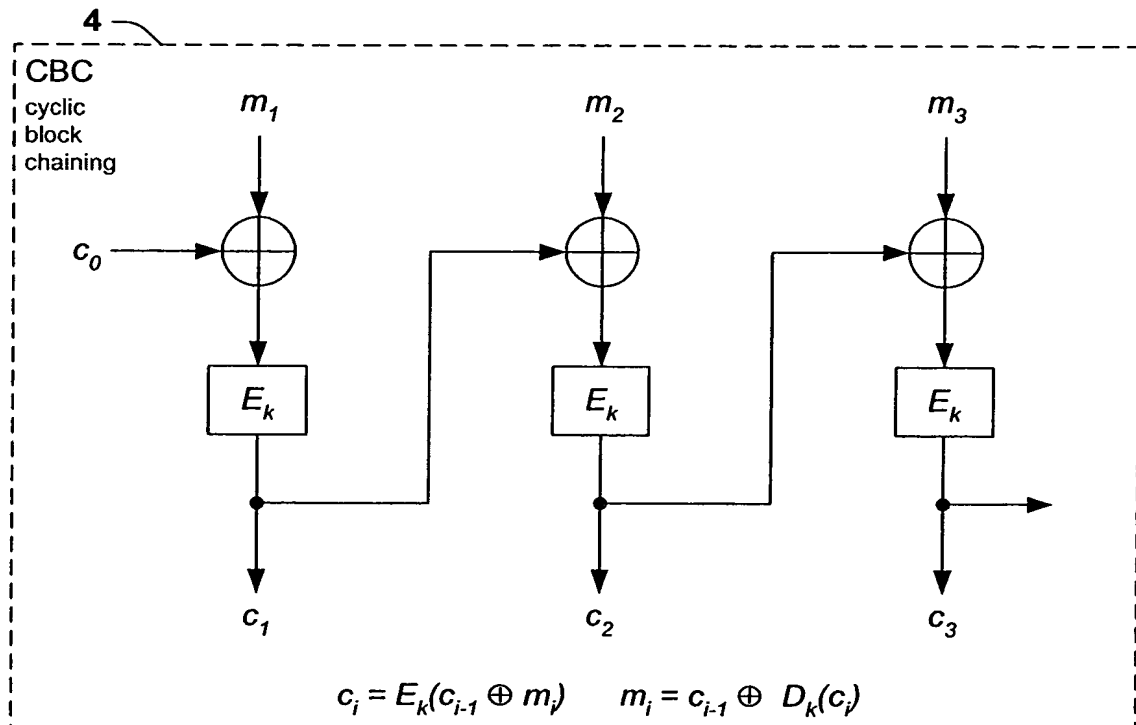 4
CBC
cyclic
block
chaining
m₁ m₂ m₃
c₀
Eₖ Eₖ Eₖ
c₁ c₂ c₃
cᵢ = Eₖ(cᵢ₋₁ ⊕ mᵢ) mᵢ = cᵢ₋₁ ⊕ Dₖ(cᵢ)